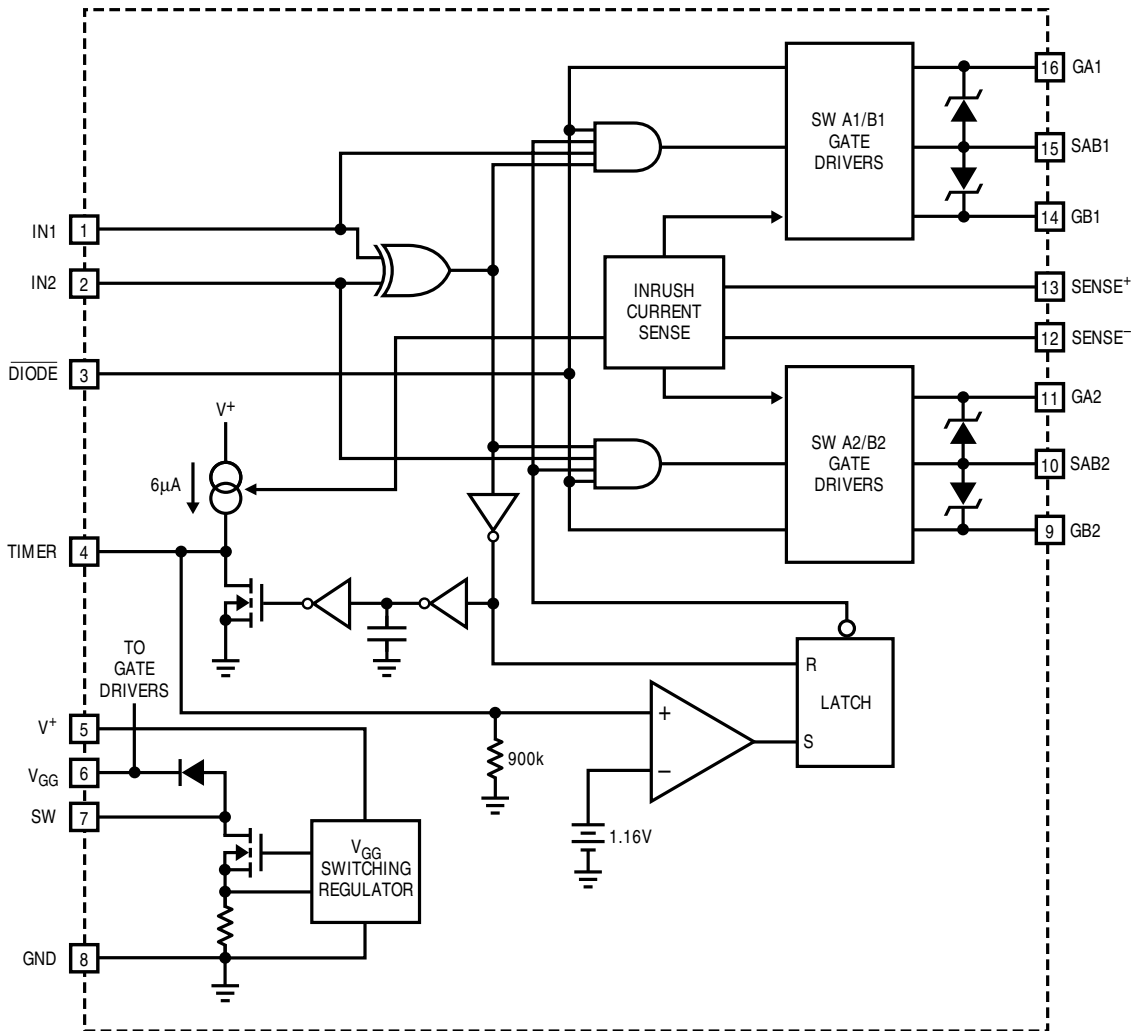 16 GA1
SW A1/B1
GATE
DRIVERS
15 SAB1
14 GB1
IN1 1
IN2 2
INRUSH
CURRENT
SENSE
13 SENSE+
12 SENSE–
DIODE 3
11 GA2
V+
6µA
SW A2/B2
GATE
DRIVERS
10 SAB2
9 GB2
TIMER 4
TO
GATE
DRIVERS
R
LATCH
S
V+ 5
+
–
900k
VGG 6
SW 7
1.16V
VGG
SWITCHING
REGULATOR
GND 8